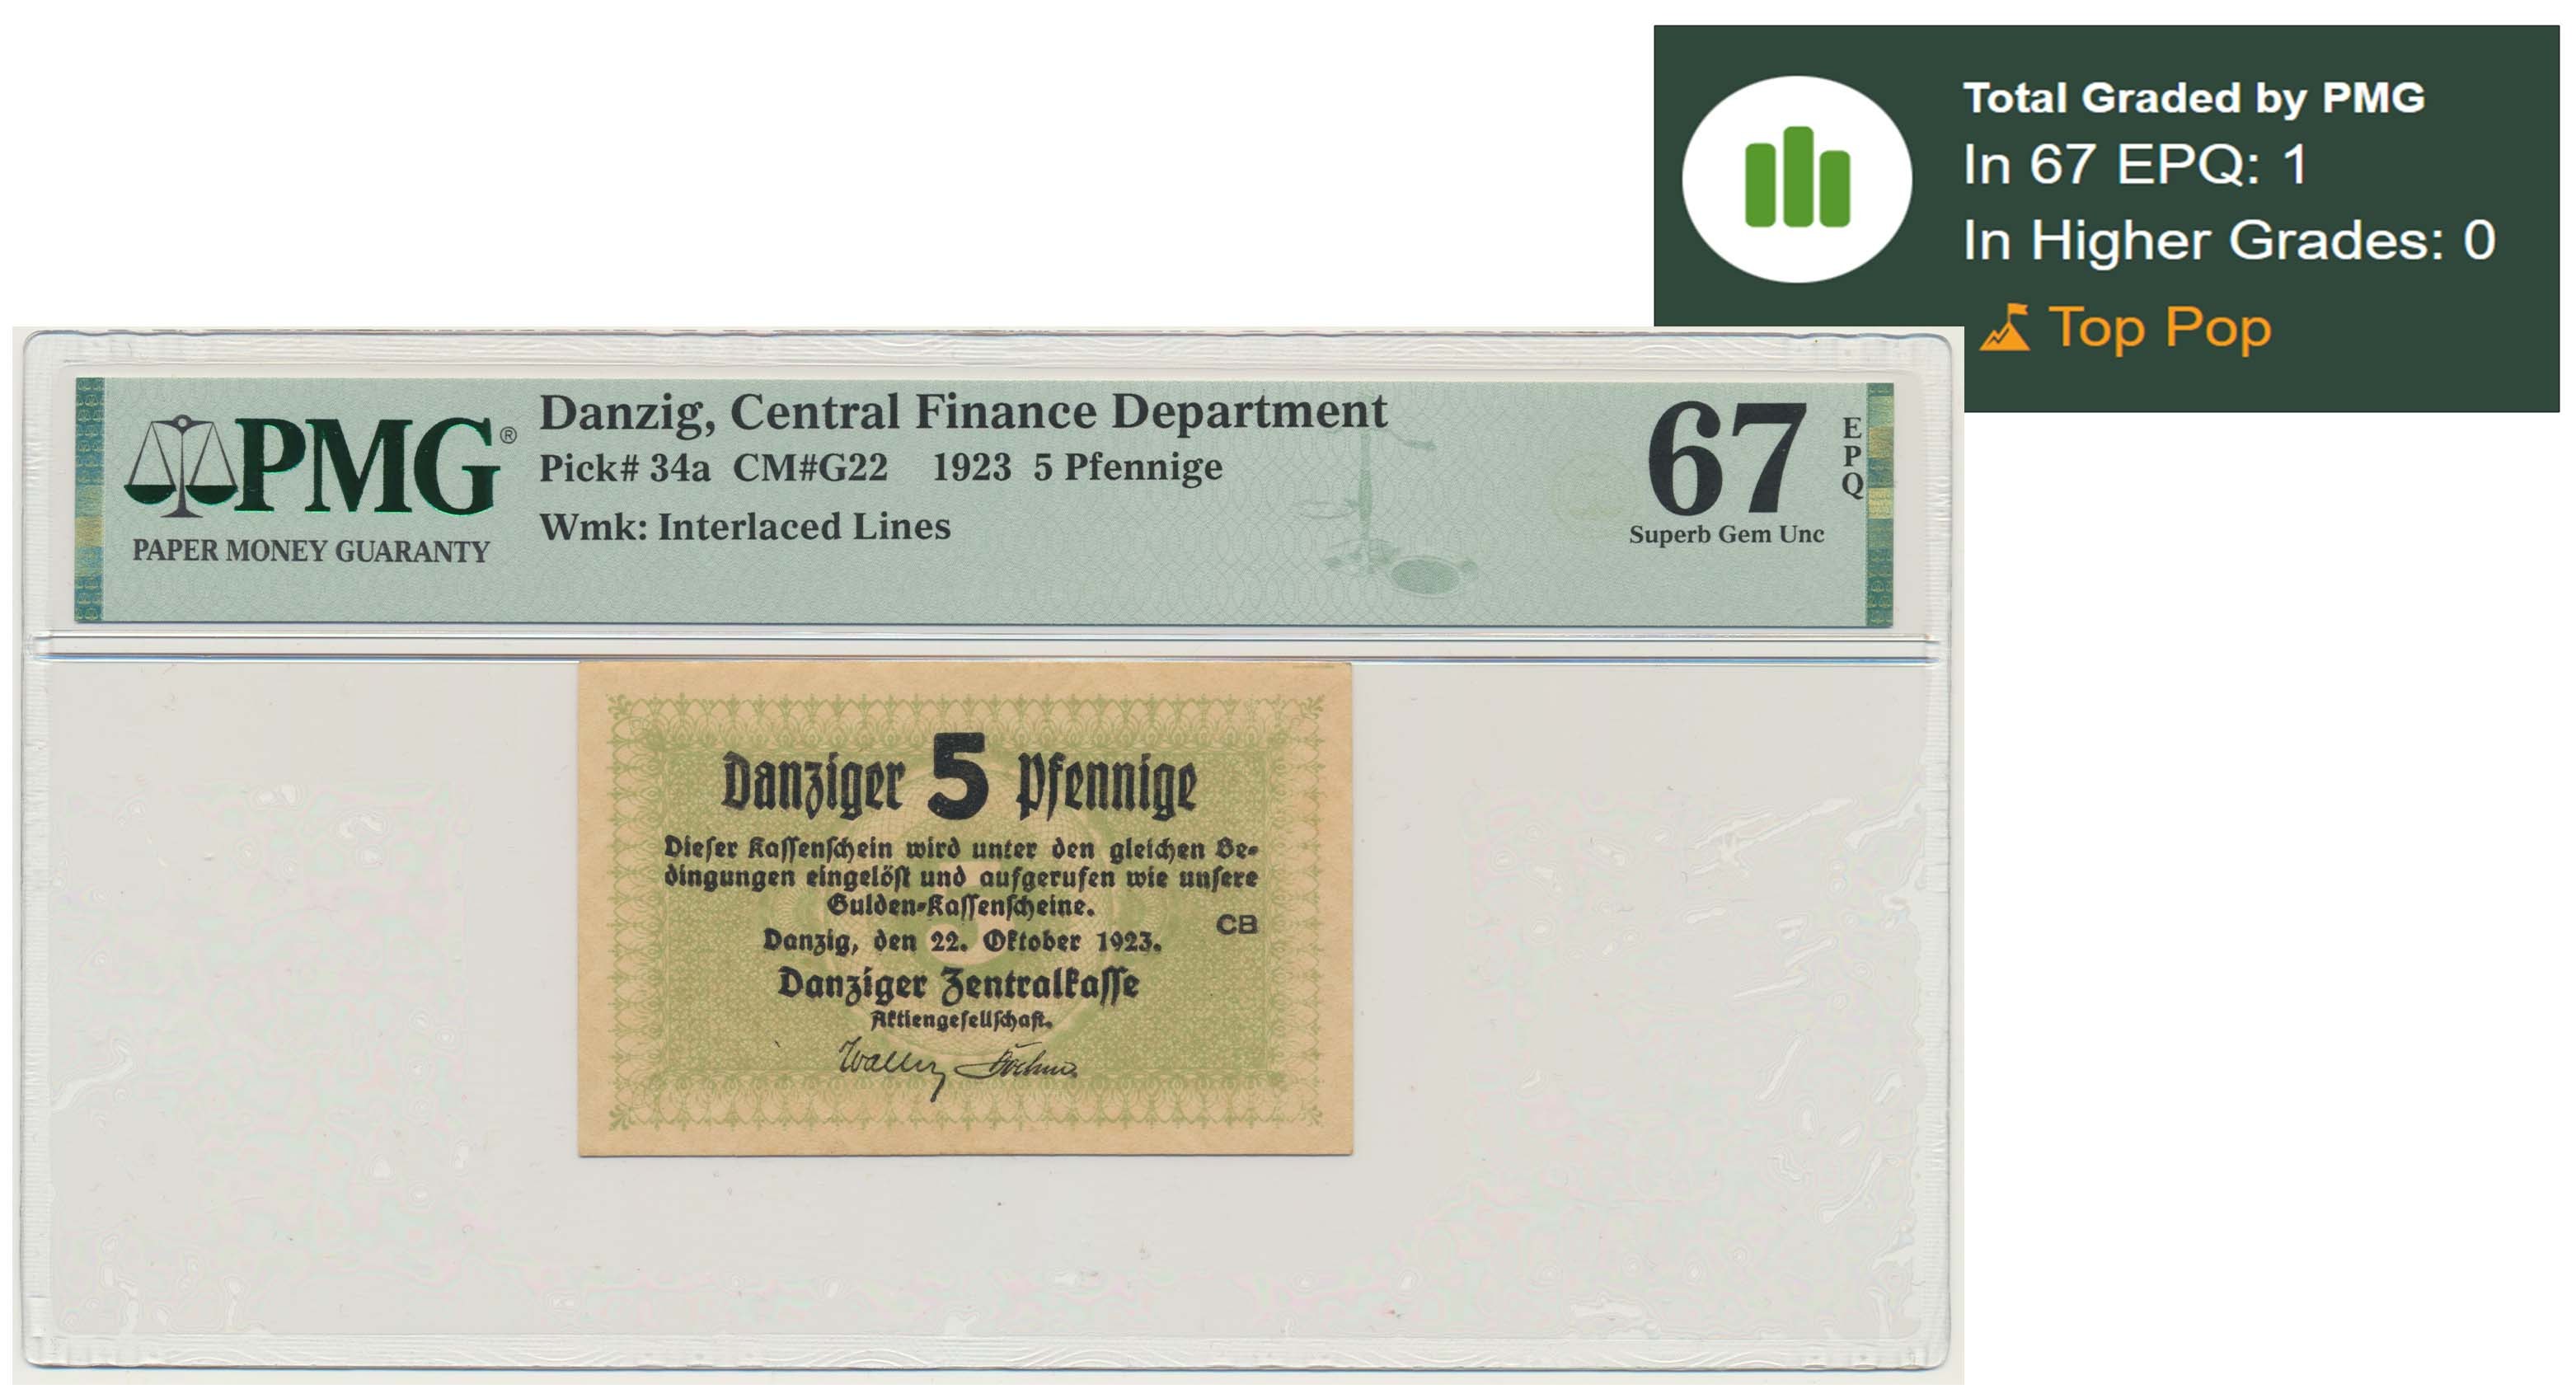 Total Graded by PMG
In 67 EPQ: 1
In Higher Grades: 0
Top Pop
PMG®
PAPER MONEY GUARANTY
Danzig, Central Finance Department
Pick# 34a CM#G22 1923 5 Pfennige
Wmk: Interlaced Lines
67
EPQ
Superb Gem Unc
Danziger 5 Pfennige
Dieser Kassenschein wird unter den gleichen Be-
dingungen eingelöst und aufgerufen wie unsere
Gulden-Kassenscheine.
CB
Danzig, den 22. Oktober 1923.
Danziger Zentralkasse
Aktiengesellschaft.